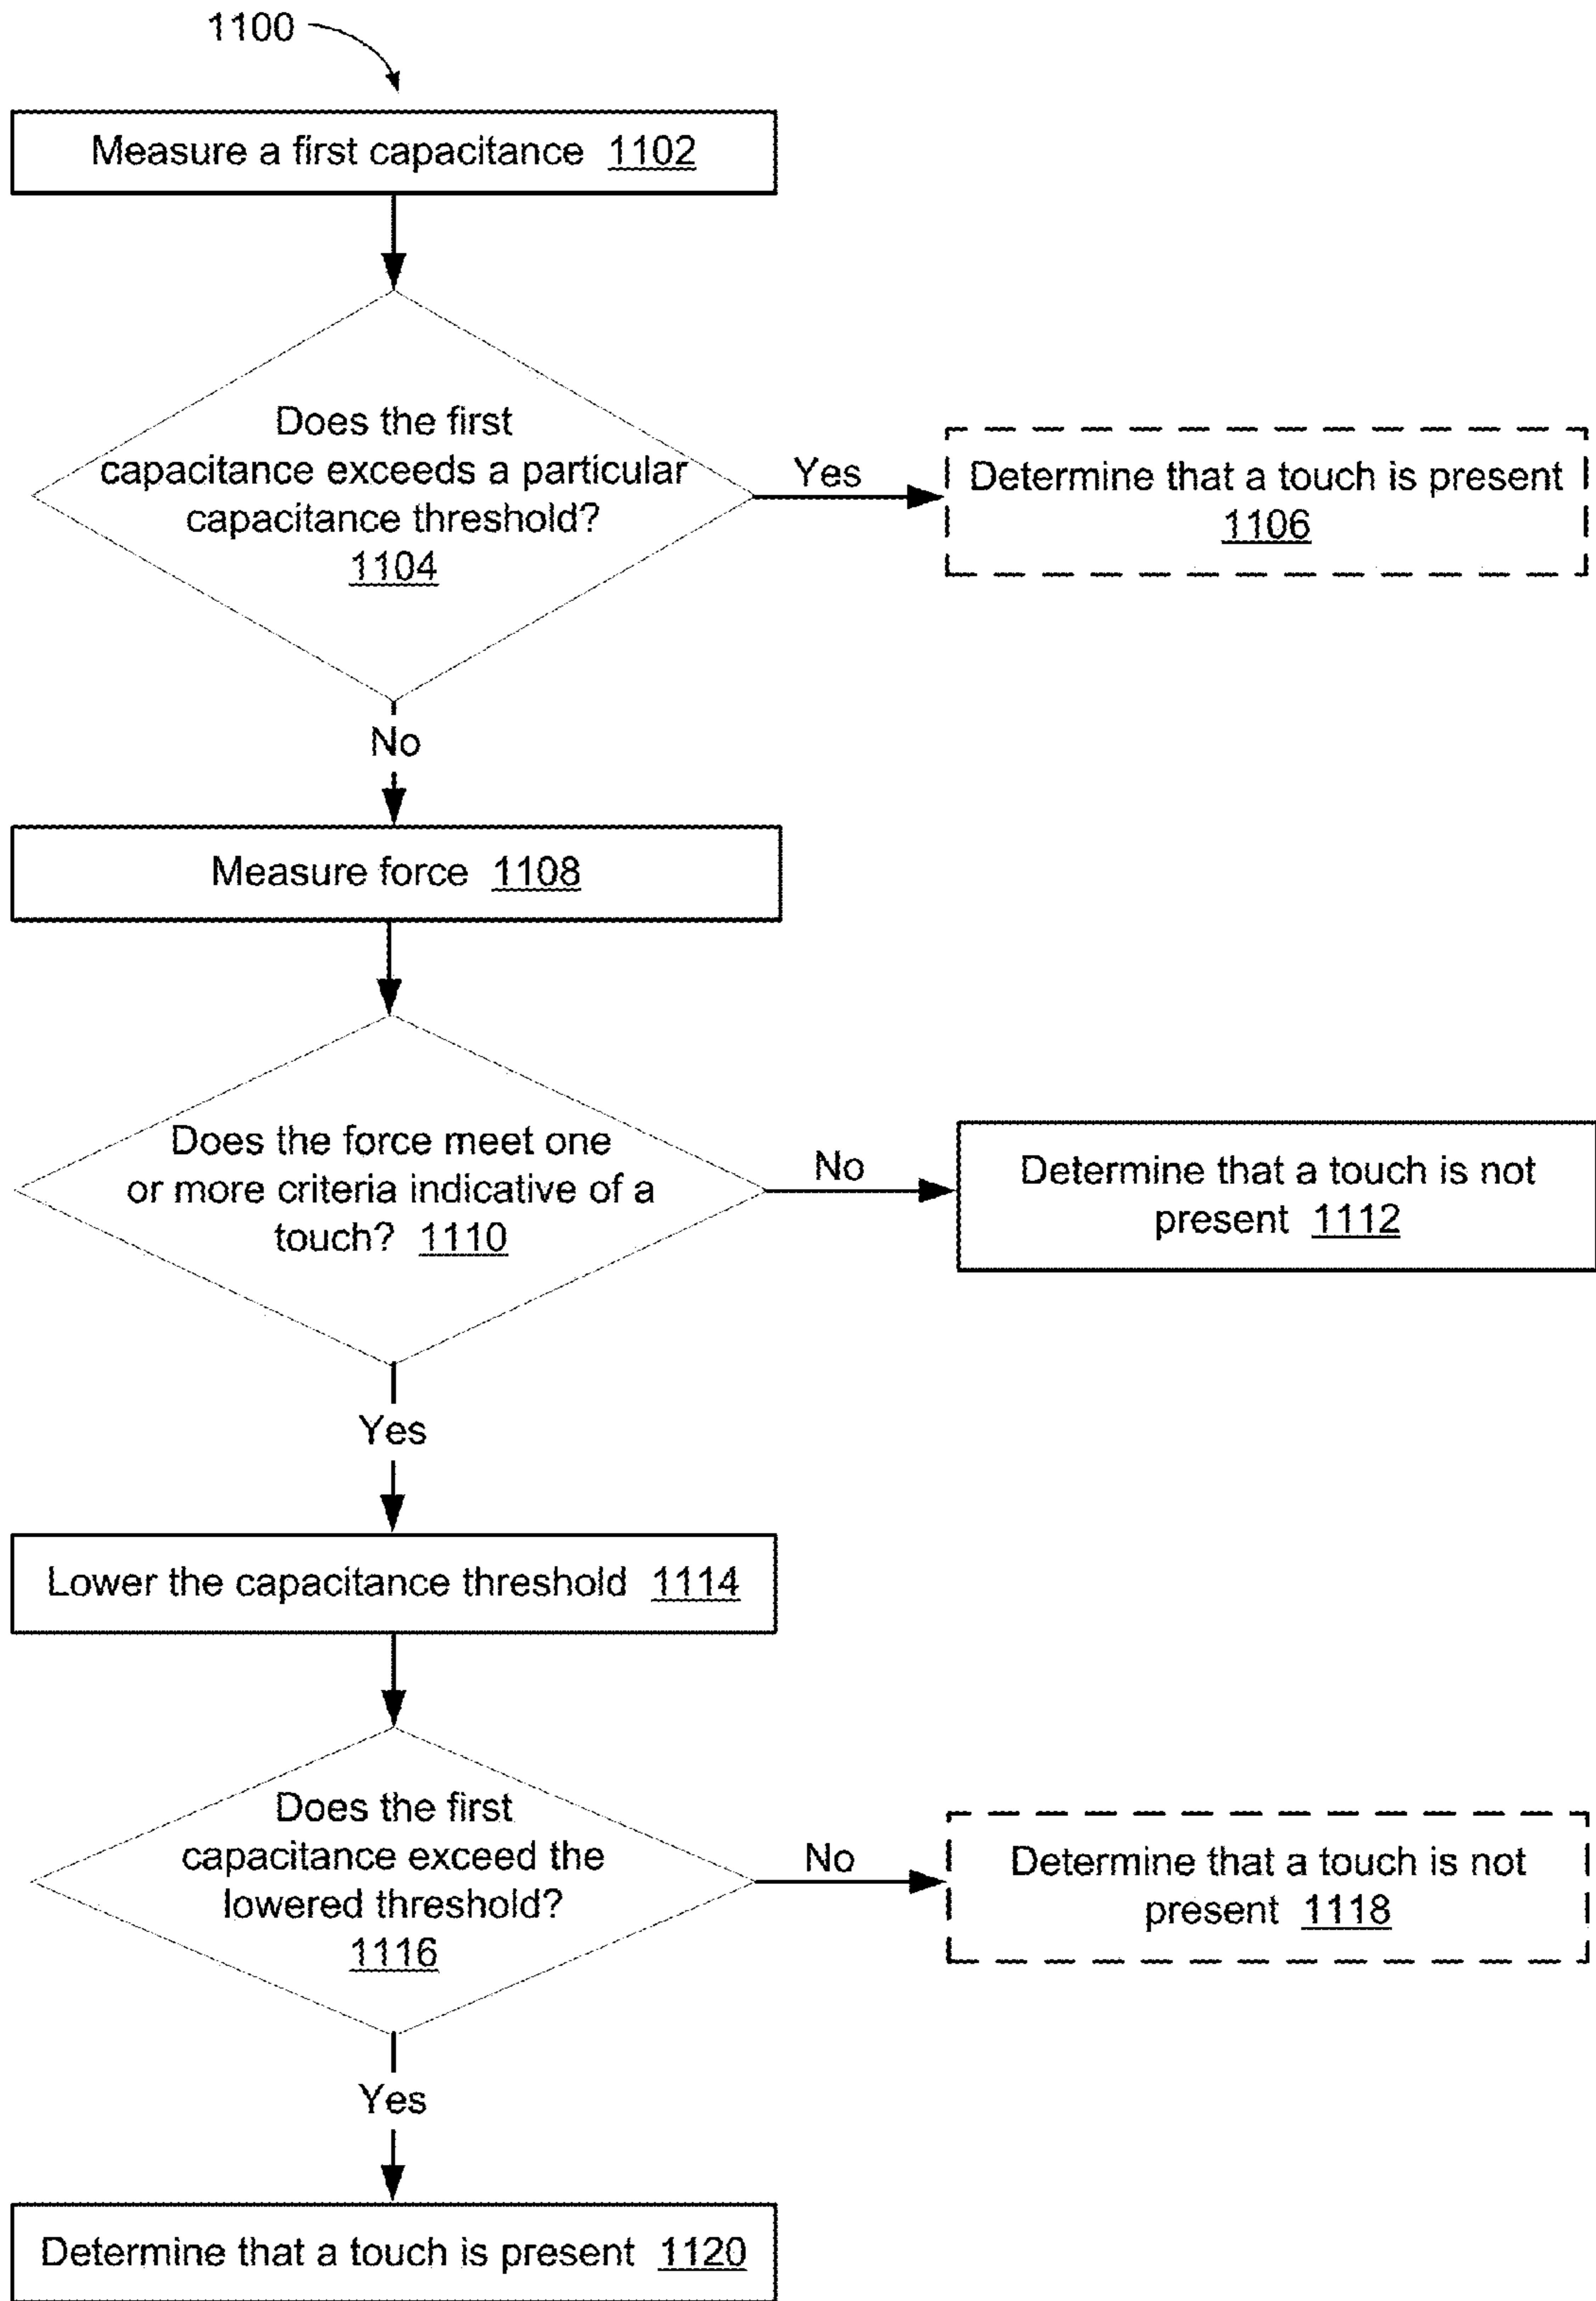 1100
Measure a first capacitance 1102
Does the first
capacitance exceeds a particular
capacitance threshold?
1104
Yes
Determine that a touch is present
1106
No
Measure force 1108
Does the force meet one
or more criteria indicative of a
touch? 1110
No
Determine that a touch is not
present 1112
Yes
Lower the capacitance threshold 1114
Does the first
capacitance exceed the
lowered threshold?
1116
No
Determine that a touch is not
present 1118
Yes
Determine that a touch is present 1120